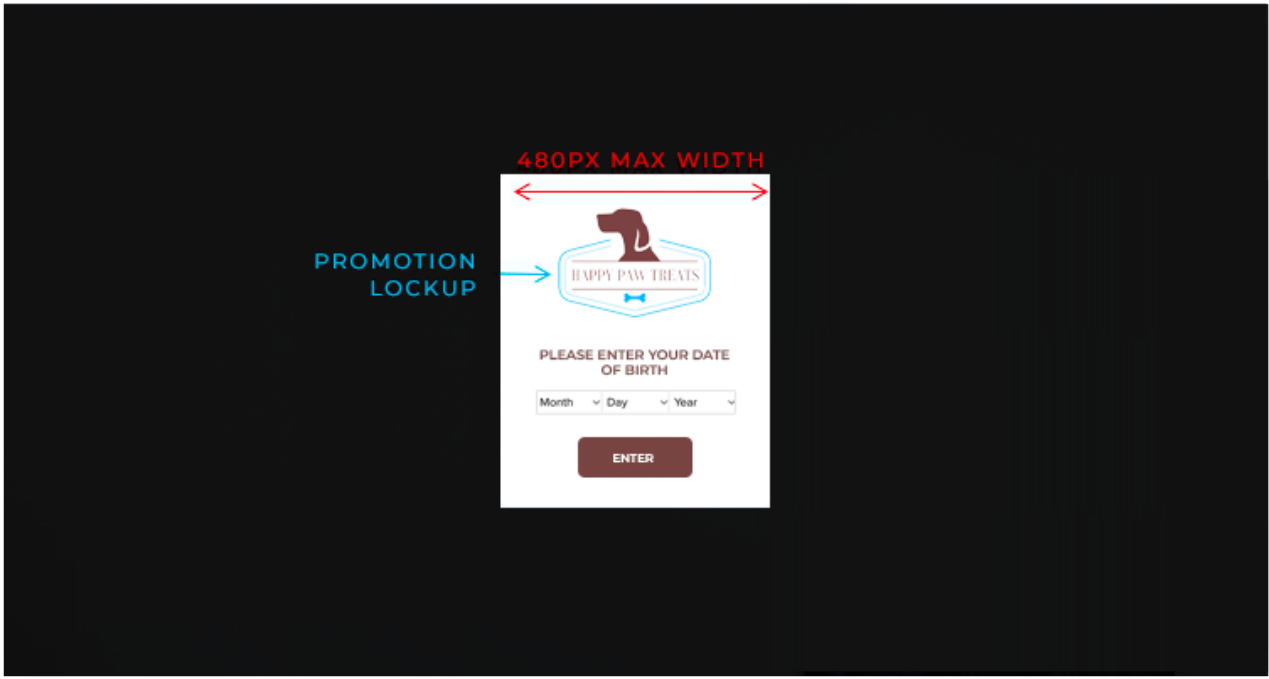 480PX MAX WIDTH
PROMOTION
LOCKUP
HAPPY PAW TREATS
PLEASE ENTER YOUR DATE
OF BIRTH
Month Day Year
ENTER